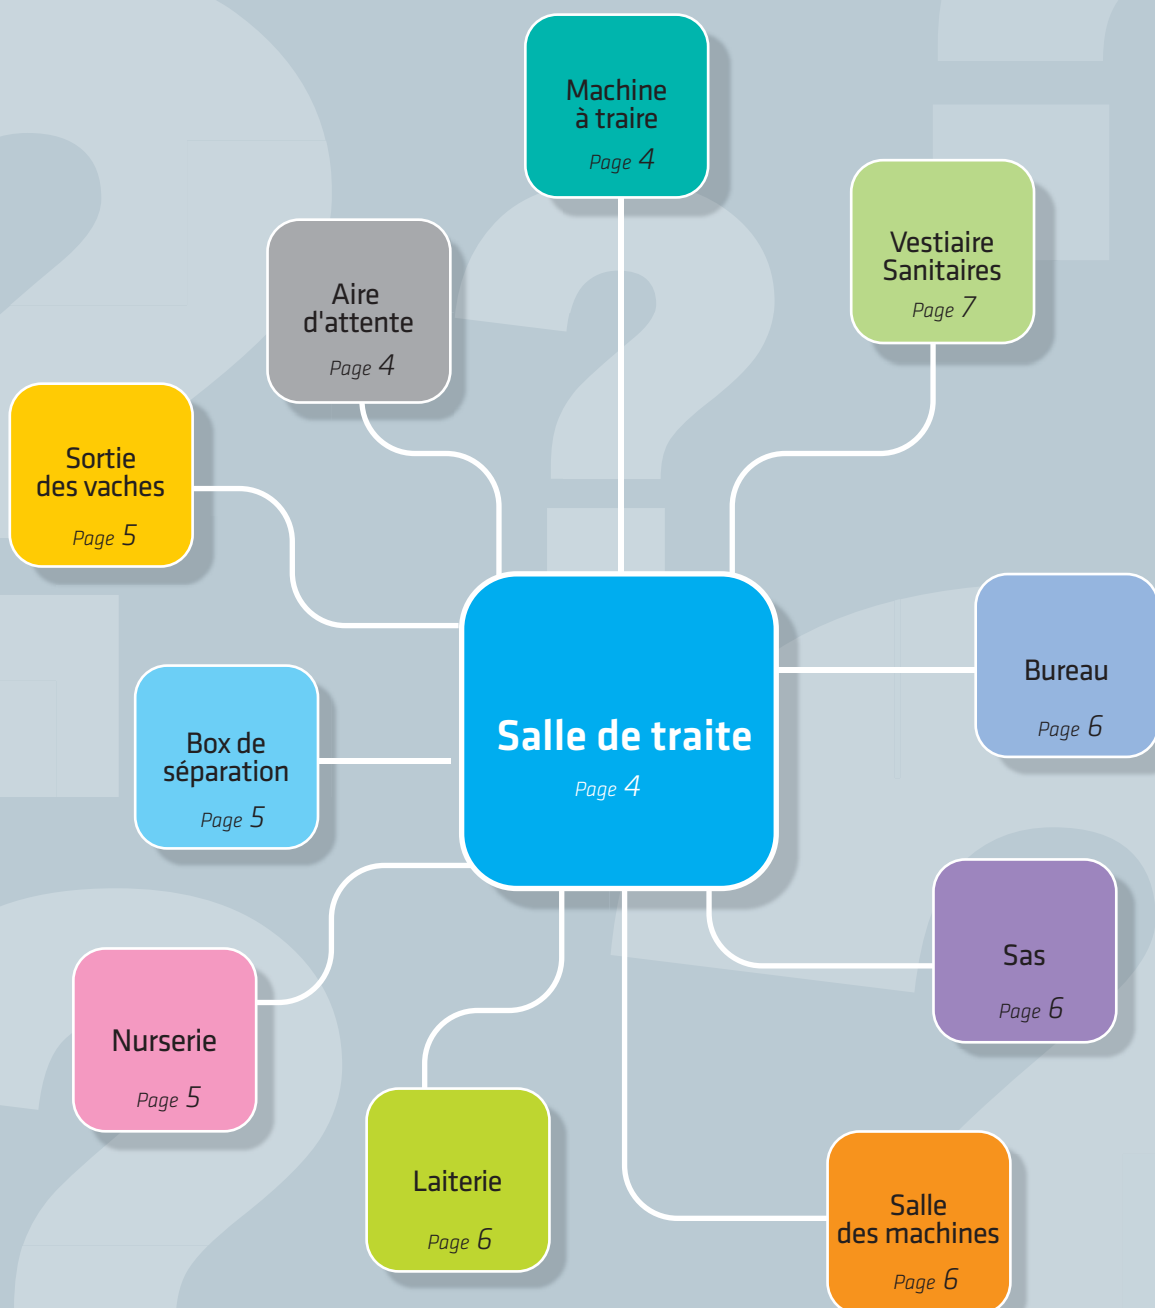 Machine
à traire
Page 4
Vestiaire
Sanitaires
Page 7
Aire
d'attente
Page 4
Sortie
des vaches
Page 5
Bureau
Page 6
Salle de traite
Page 4
Box de
séparation
Page 5
Sas
Page 6
Nurserie
Page 5
Laiterie
Page 6
Salle
des machines
Page 6